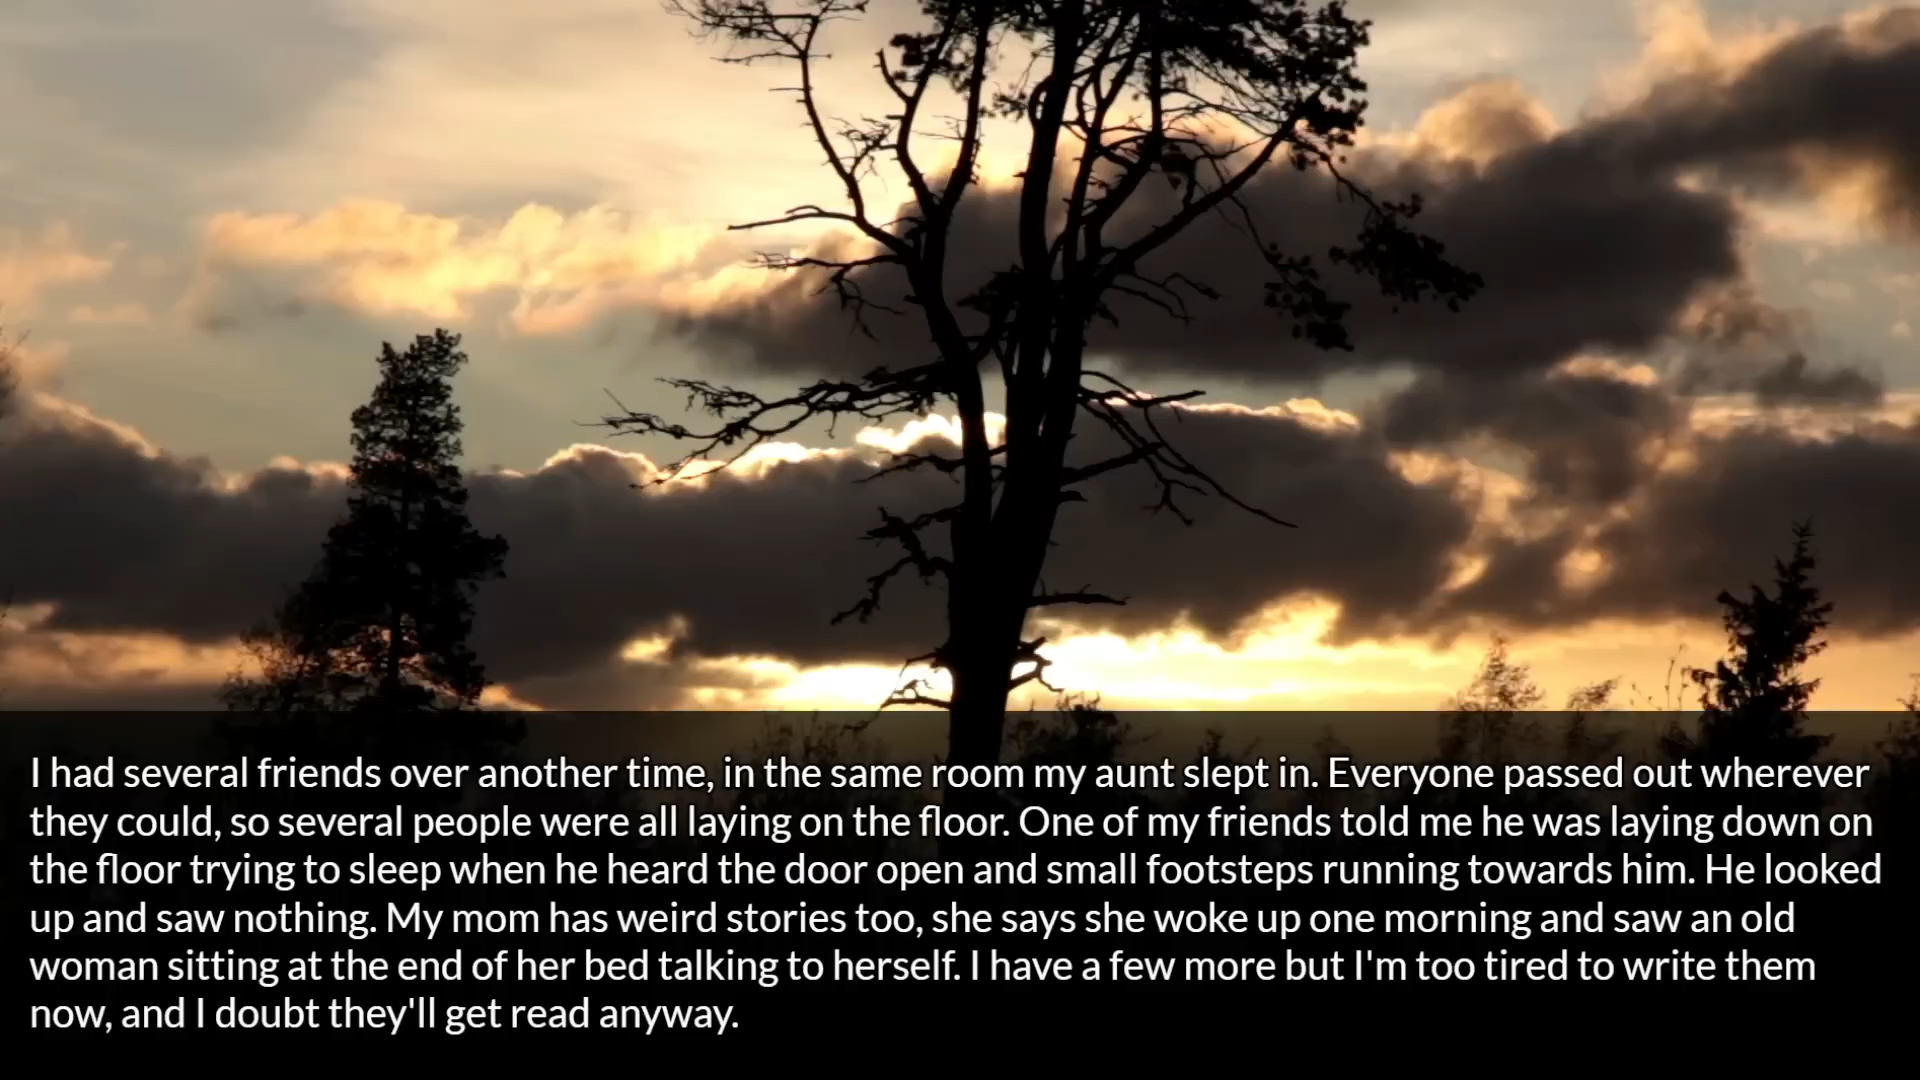 I had several friends over another time, in the same room my aunt slept in. Everyone passed out wherever
they could, so several people were all laying on the floor. One of my friends told me he was laying down on
the floor trying to sleep when he heard the door open and small footsteps running towards him. He looked
up and saw nothing. My mom has weird stories too, she says she woke up one morning and saw an old
woman sitting at the end of her bed talking to herself. I have a few more but I'm too tired to write them
now, and I doubt they'll get read anyway.